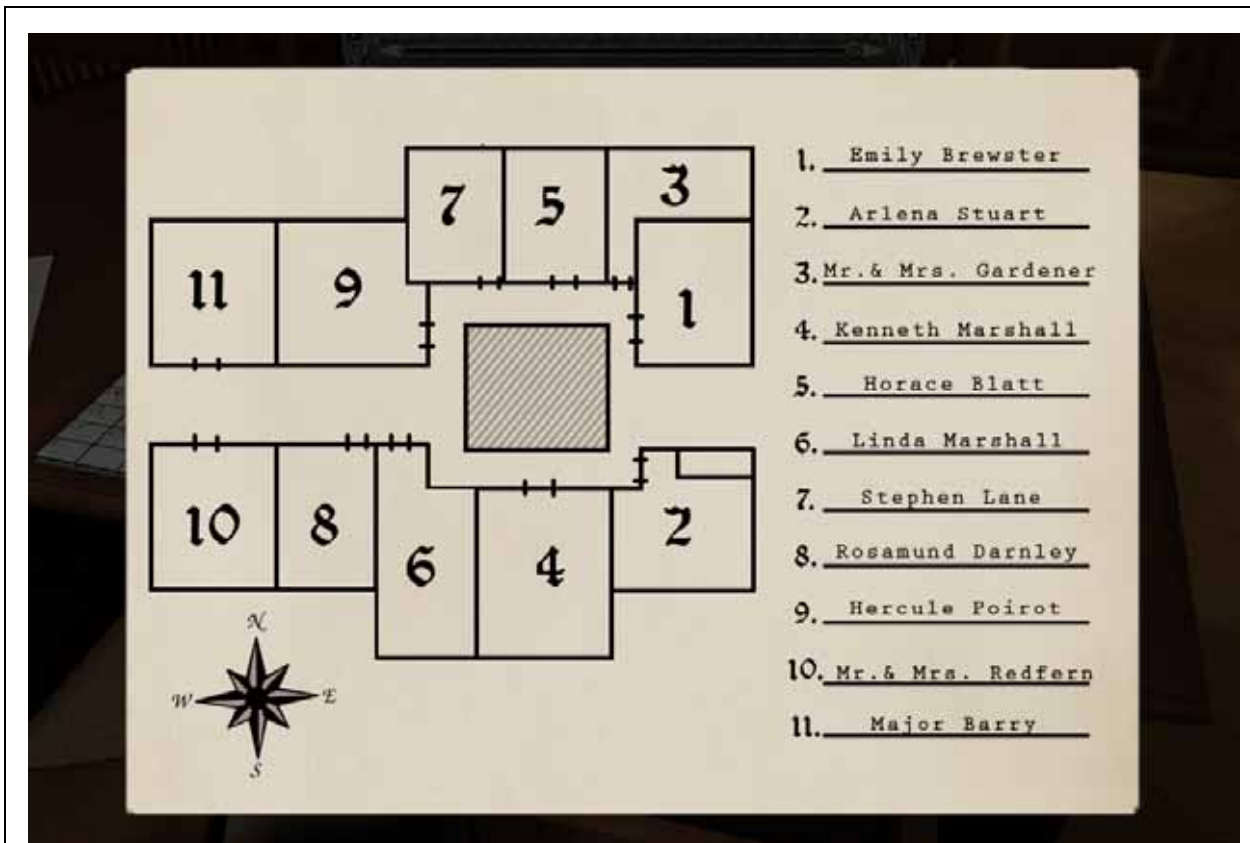 7
5
3
11
9
1
10
8
6
4
2
N
W
E
S
1. Emily Brewster
2. Arlena Stuart
3. Mr.& Mrs. Gardener
4. Kenneth Marshall
5. Horace Blatt
6. Linda Marshall
7. Stephen Lane
8. Rosamund Darnley
9. Hercule Poirot
10. Mr.& Mrs. Redfern
11. Major Barry